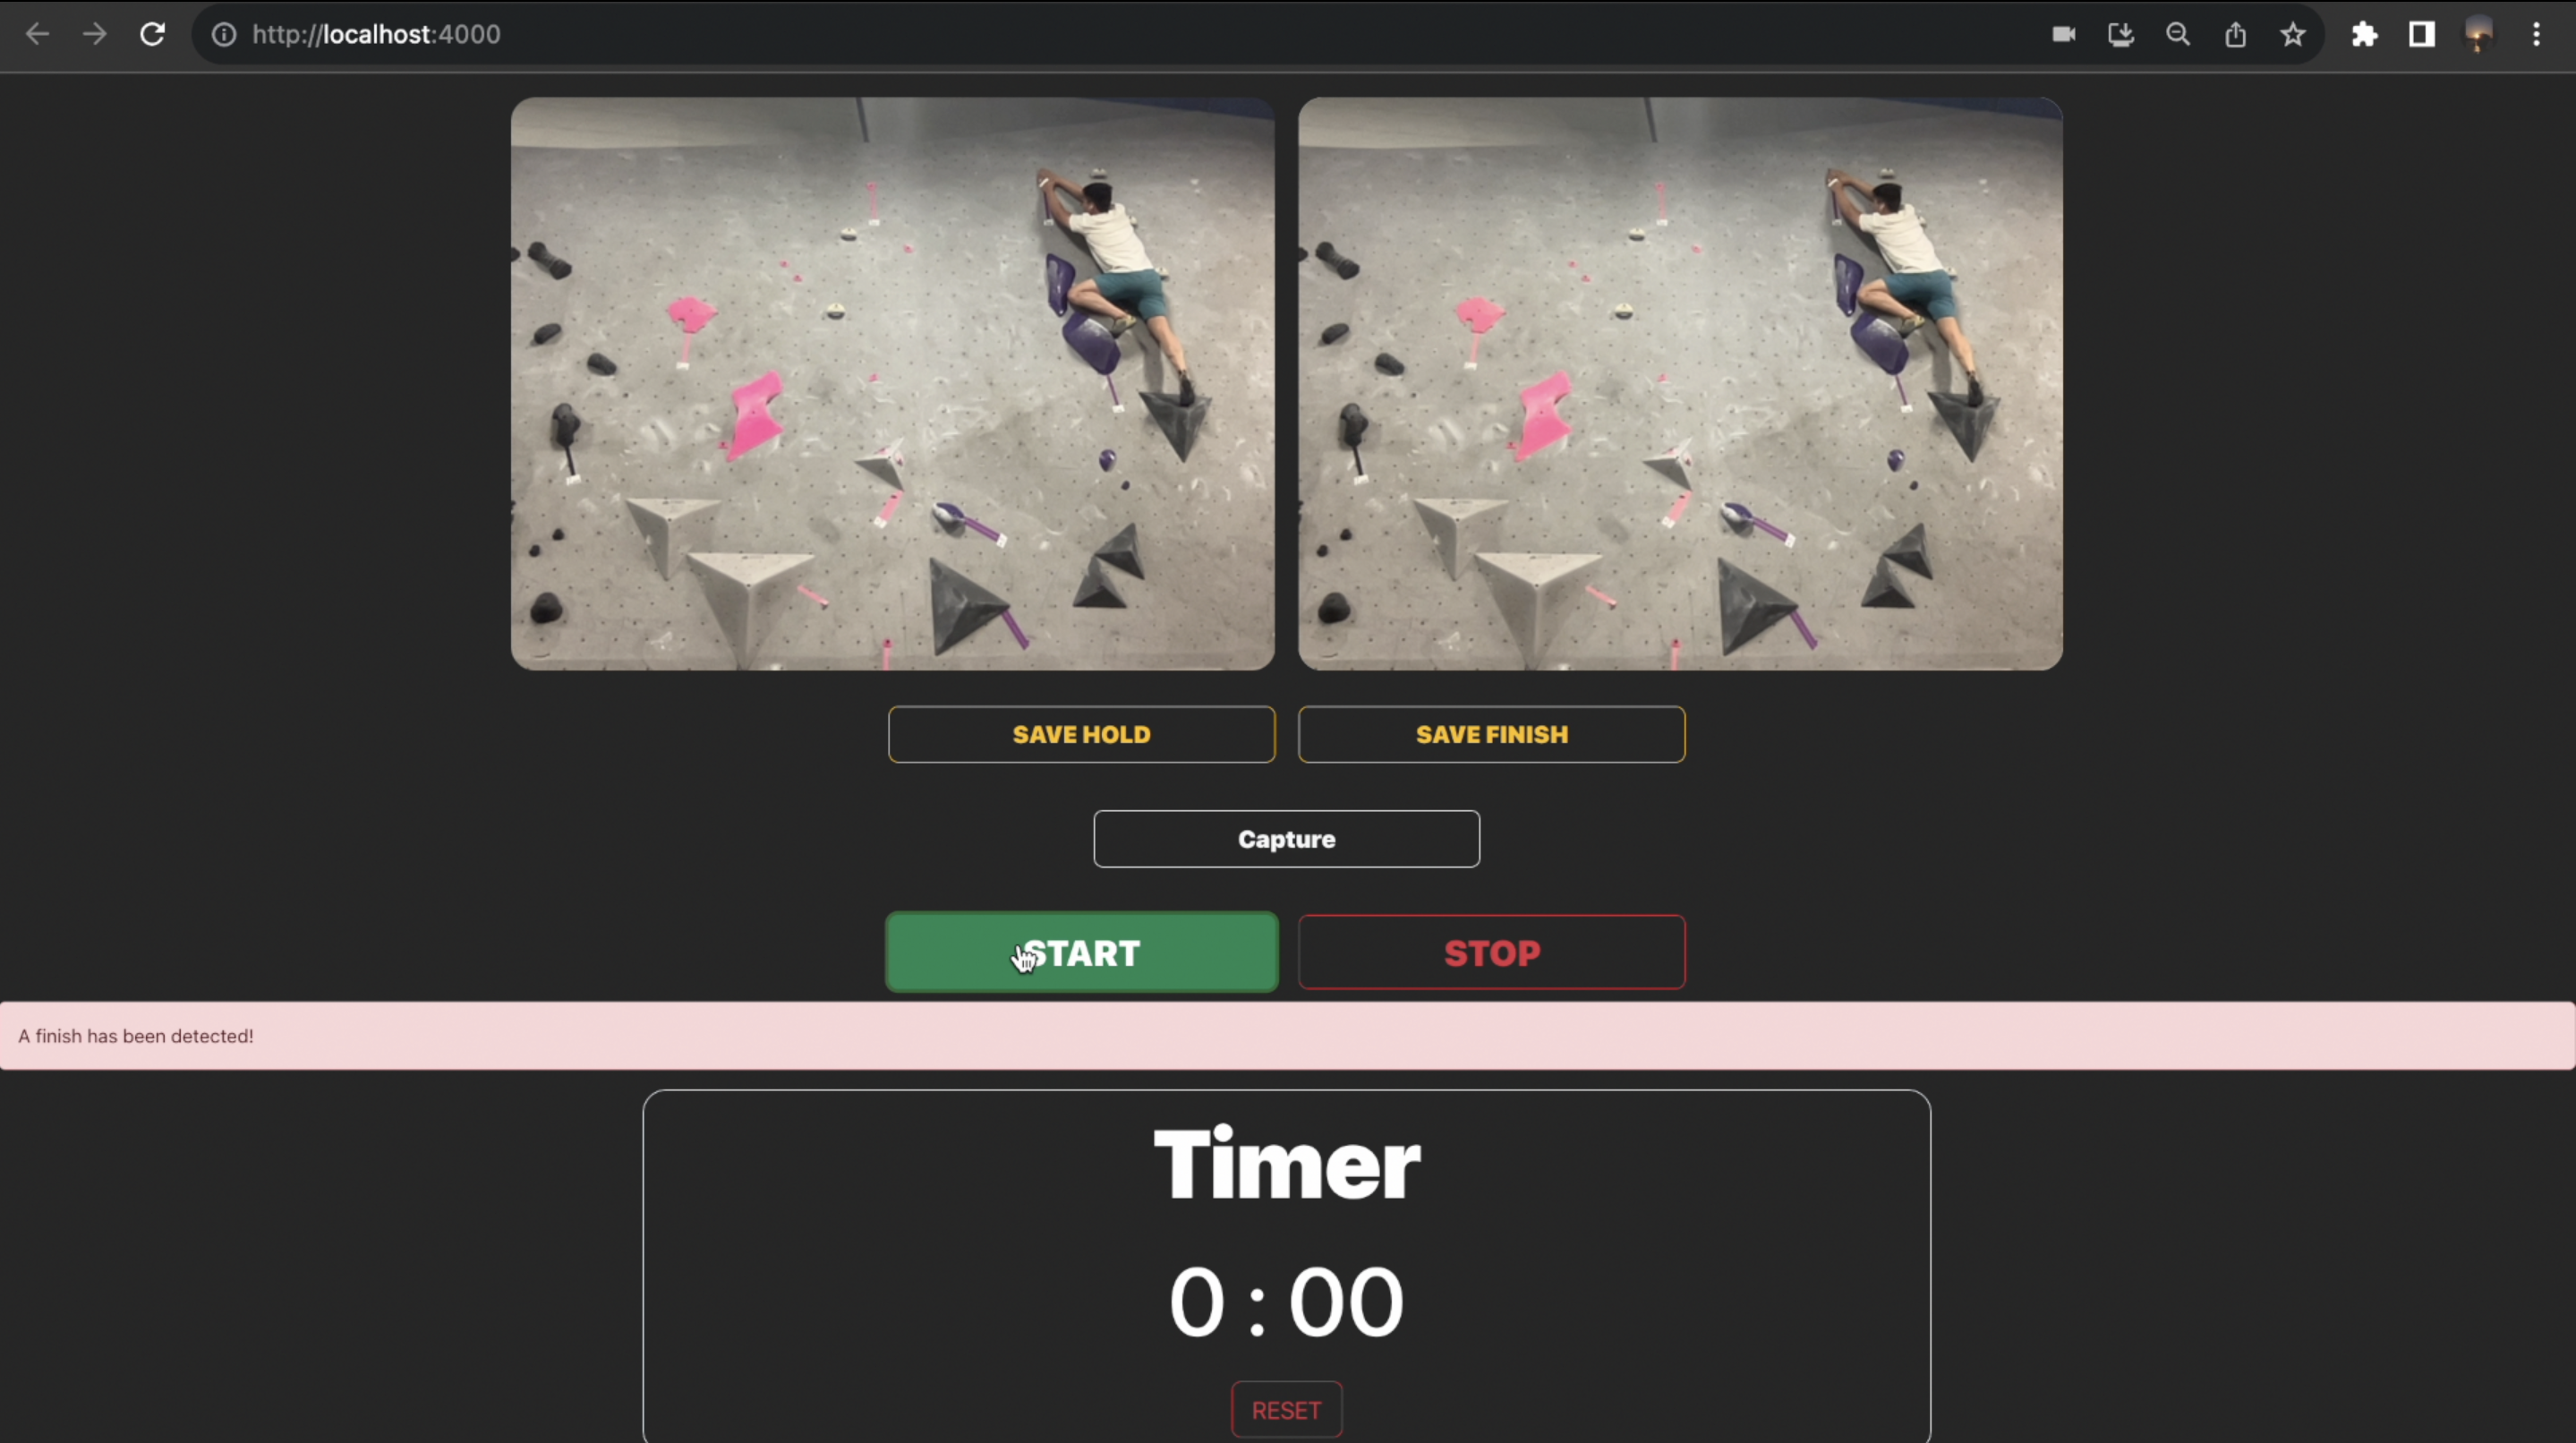 http://localhost:4000
SAVE HOLD
SAVE FINISH
Capture
START
STOP
A finish has been detected!
Timer
0 : 00
RESET